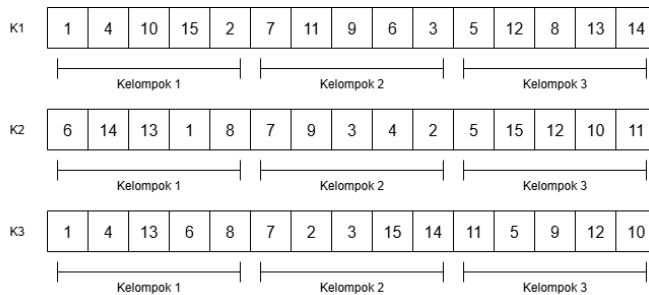 K1 1 4 10 15 2 7 11 9 6 3 5 12 8 13 14
Kelompok 1 Kelompok 2 Kelompok 3
K2 6 14 13 1 8 7 9 3 4 2 5 15 12 10 11
Kelompok 1 Kelompok 2 Kelompok 3
K3 1 4 13 6 8 7 2 3 15 14 11 5 9 12 10
Kelompok 1 Kelompok 2 Kelompok 3